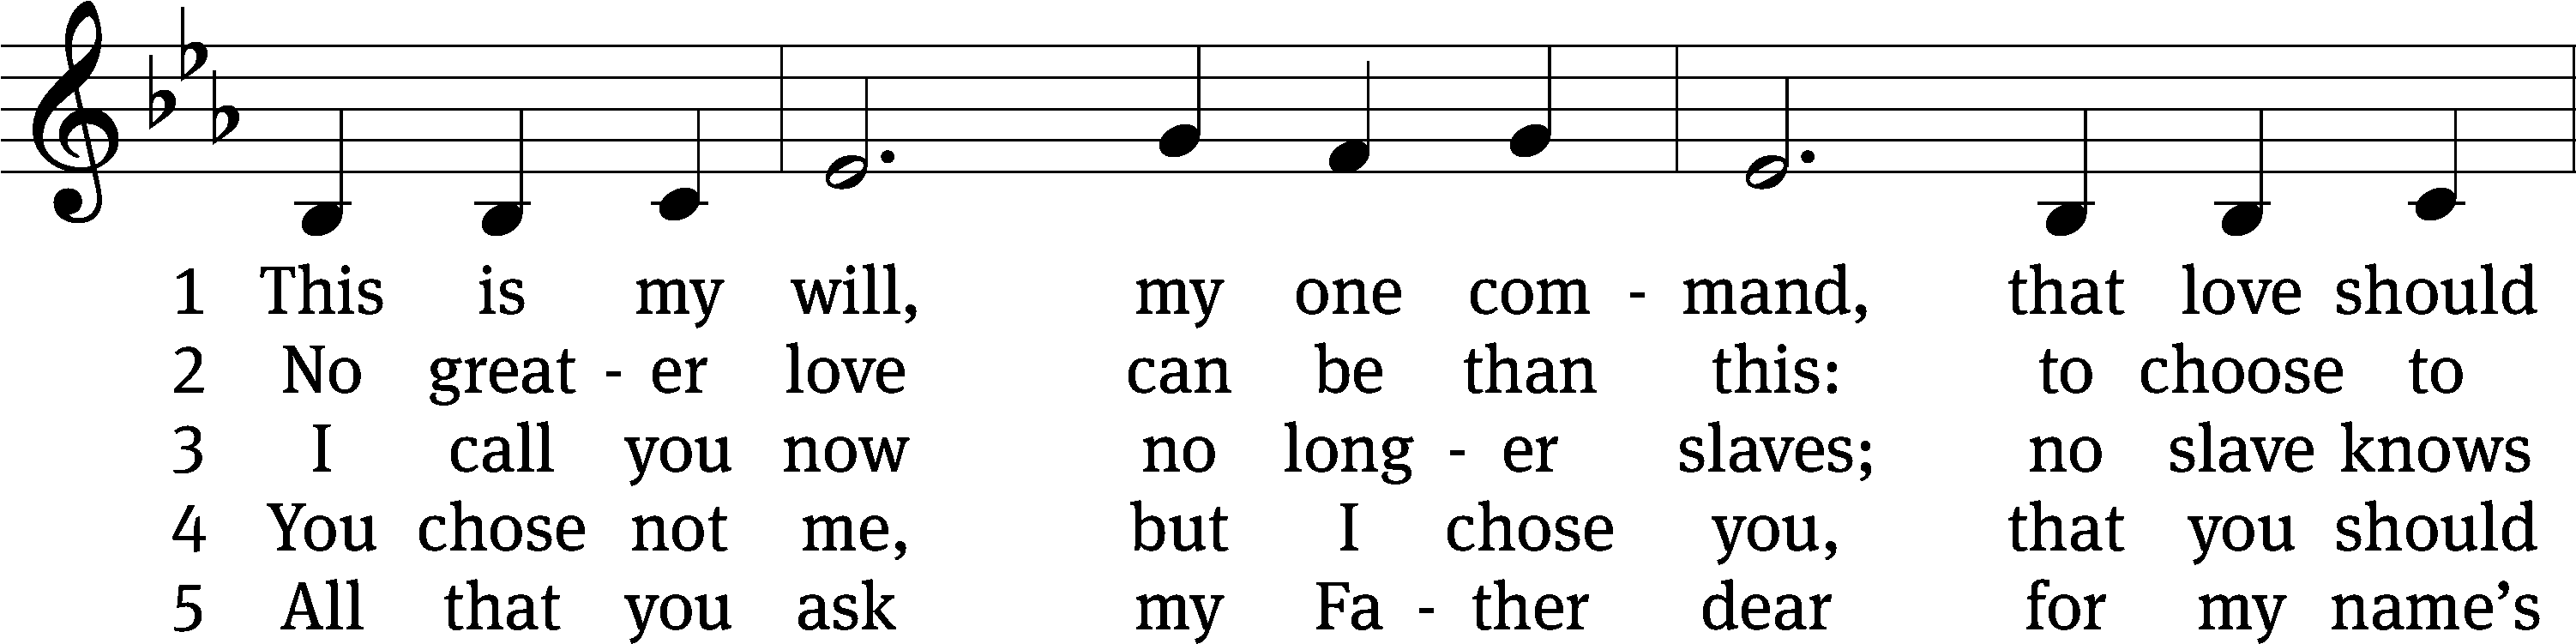 1 This is my will, my one com - mand, that love should
2 No great - er love can be than this: to choose to
3 I call you now no long - er slaves; no slave knows
4 You chose not me, but I chose you, that you should
5 All that you ask my Fa - ther dear for my name’s